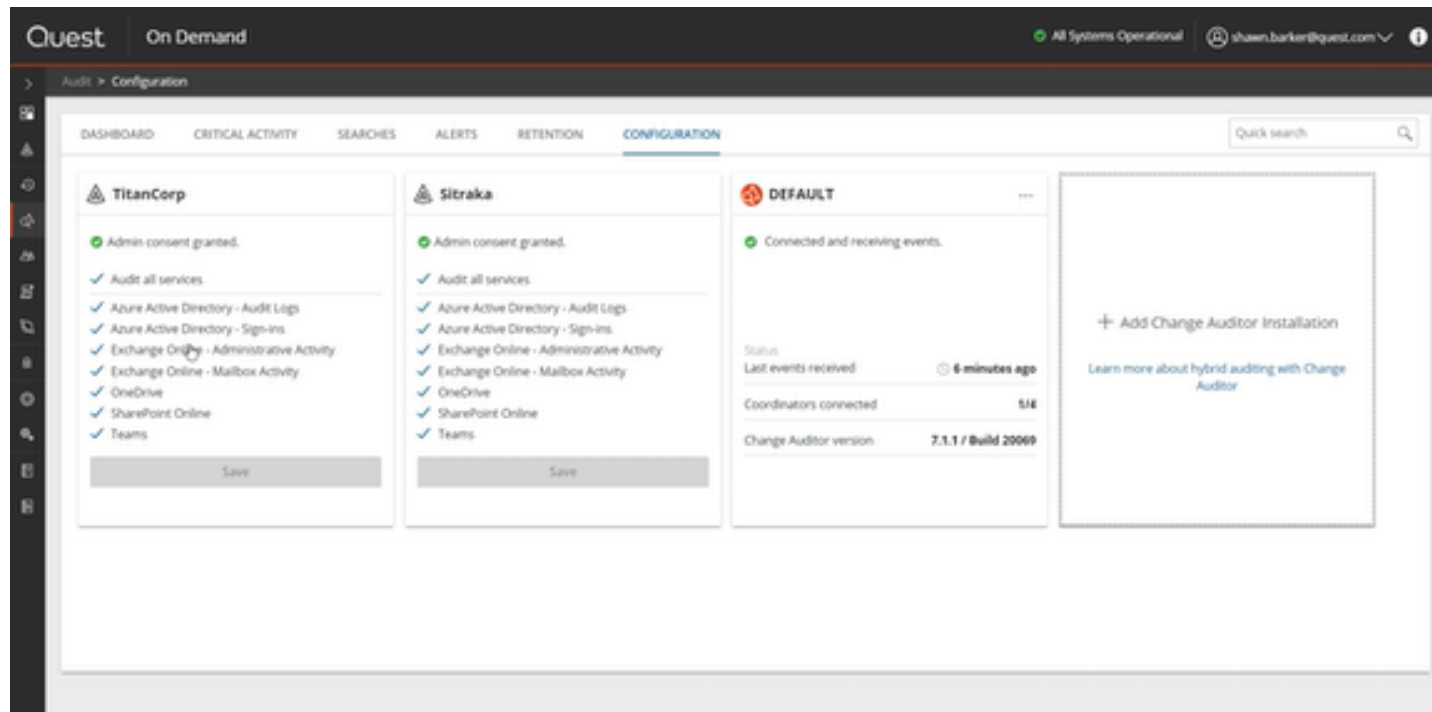 Quest On Demand
All Systems Operational shawn.barker@quest.com
Audit > Configuration
DASHBOARD CRITICAL ACTIVITY SEARCHES ALERTS RETENTION CONFIGURATION
Quick search
TitanCorp
Admin consent granted.
Audit all services
Azure Active Directory - Audit Logs
Azure Active Directory - Sign-ins
Exchange Online - Administrative Activity
Exchange Online - Mailbox Activity
OneDrive
SharePoint Online
Teams
Save
Sitraka
Admin consent granted.
Audit all services
Azure Active Directory - Audit Logs
Azure Active Directory - Sign-ins
Exchange Online - Administrative Activity
Exchange Online - Mailbox Activity
OneDrive
SharePoint Online
Teams
Save
DEFAULT ...
Connected and receiving events.
Status
Last events received 6 minutes ago
Coordinators connected 1/4
Change Auditor version 7.1.1 / Build 20069
+ Add Change Auditor Installation
Learn more about hybrid auditing with Change
Auditor